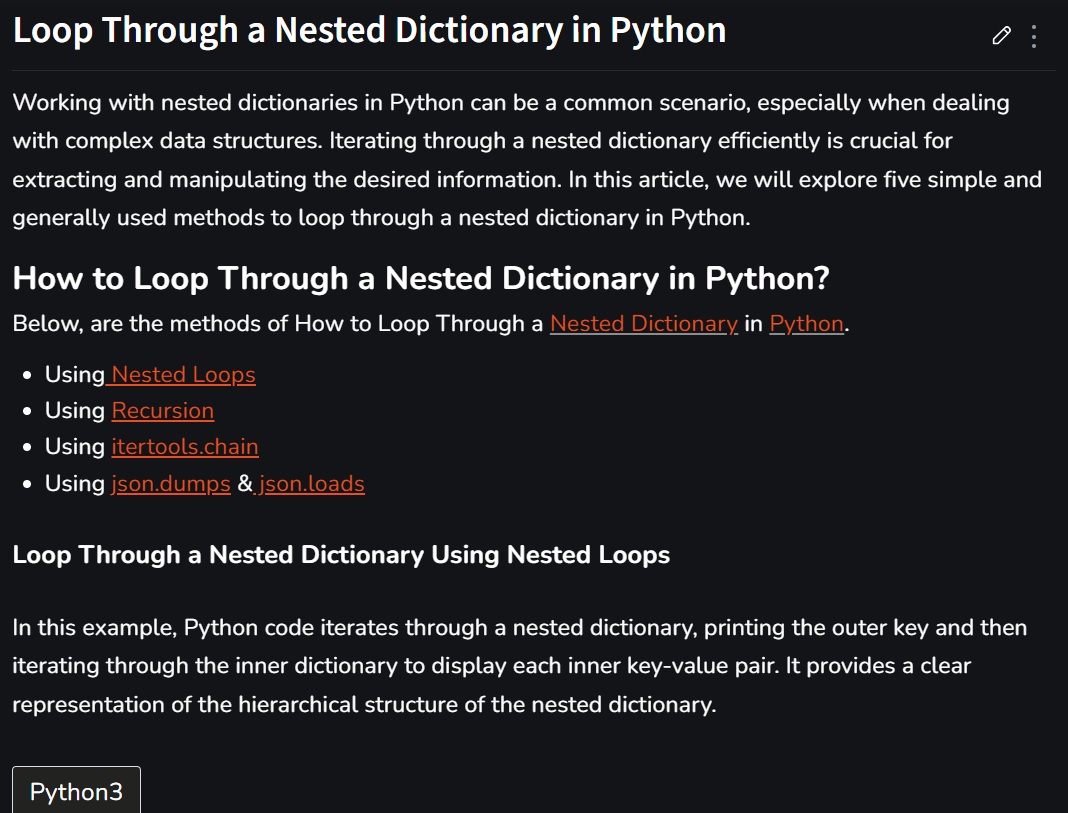 Loop Through a Nested Dictionary in Python
Working with nested dictionaries in Python can be a common scenario, especially when dealing
with complex data structures. Iterating through a nested dictionary efficiently is crucial for
extracting and manipulating the desired information. In this article, we will explore five simple and
generally used methods to loop through a nested dictionary in Python.
How to Loop Through a Nested Dictionary in Python?
Below, are the methods of How to Loop Through a Nested Dictionary in Python.
• Using Nested Loops
• Using Recursion
• Using itertools.chain
• Using json.dumps & json.loads
Loop Through a Nested Dictionary Using Nested Loops
In this example, Python code iterates through a nested dictionary, printing the outer key and then
iterating through the inner dictionary to display each inner key-value pair. It provides a clear
representation of the hierarchical structure of the nested dictionary.
Python3